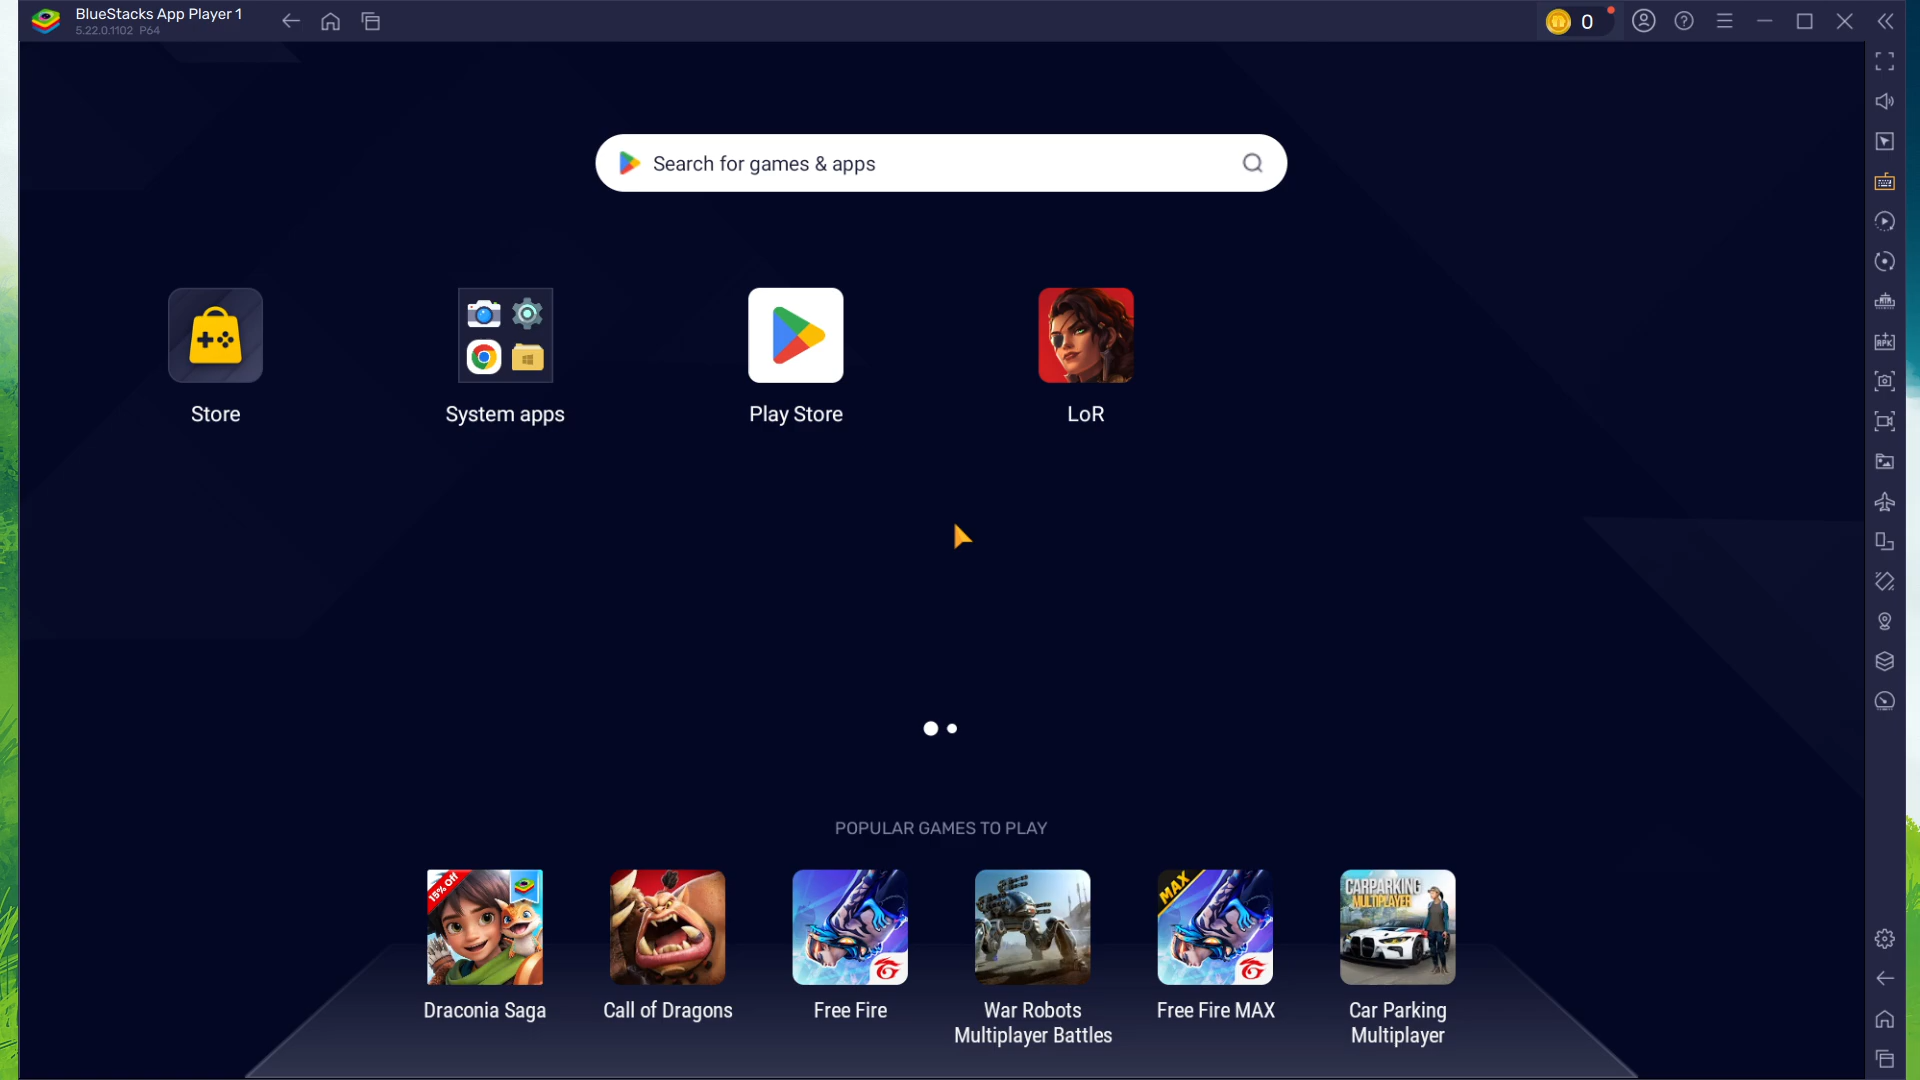 BlueStacks App Player 1
5.22.0.1102 P64
0
Search for games & apps
Store
System apps
Play Store
LoR
POPULAR GAMES TO PLAY
15% Off
MAX
CARPARKING
MULTIPLAYER
Draconia Saga
Call of Dragons
Free Fire
War Robots
Multiplayer Battles
Free Fire MAX
Car Parking
Multiplayer